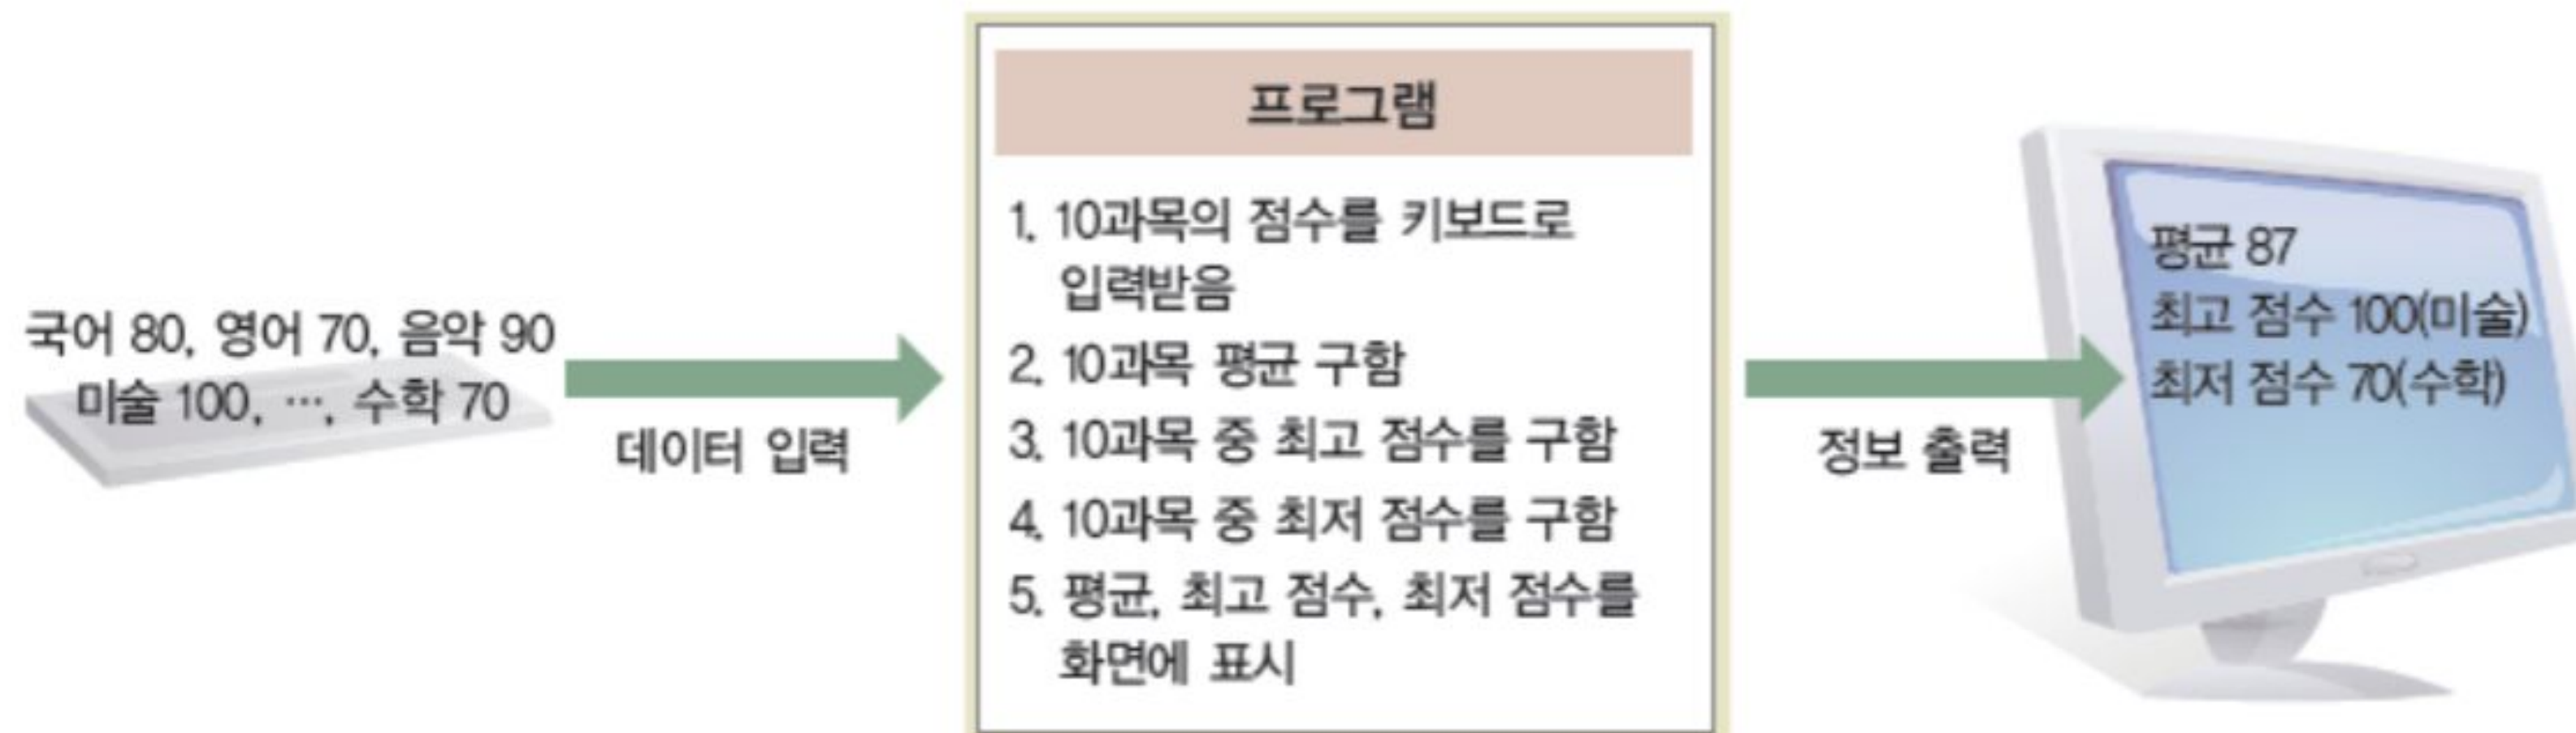 국어 80, 영어 70, 음악 90
미술 100, …, 수학 70
데이터 입력
프로그램
1. 10과목의 점수를 키보드로
입력받음
2. 10과목 평균 구함
3. 10과목 중 최고 점수를 구함
4. 10과목 중 최저 점수를 구함
5. 평균, 최고 점수, 최저 점수를
화면에 표시
정보 출력
평균 87
최고 점수 100(미술)
최저 점수 70(수학)